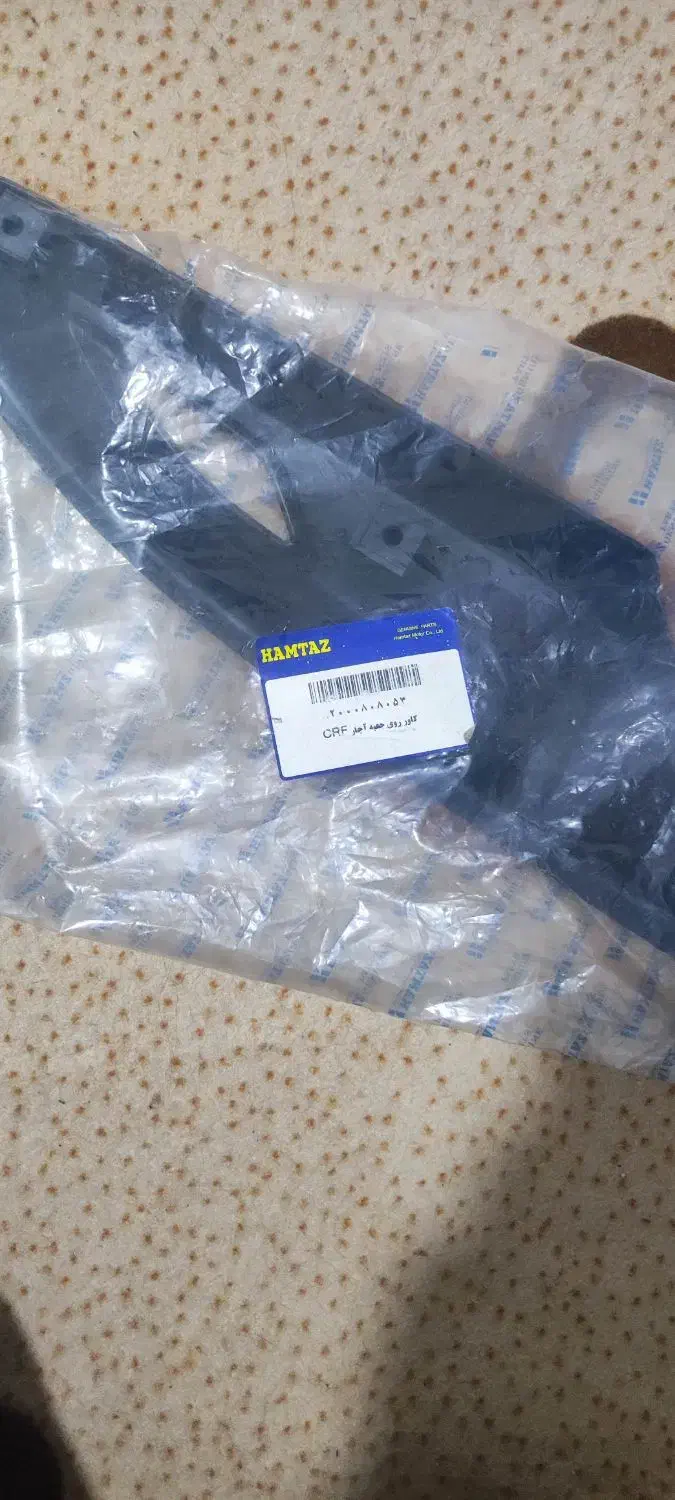 HAMTAZ
GENUINE PARTS
Hamtaz Motor Co., Ltd
۲۰۰۰۸۰۸۰۵۳
کاور روی جعبه آچار CRF